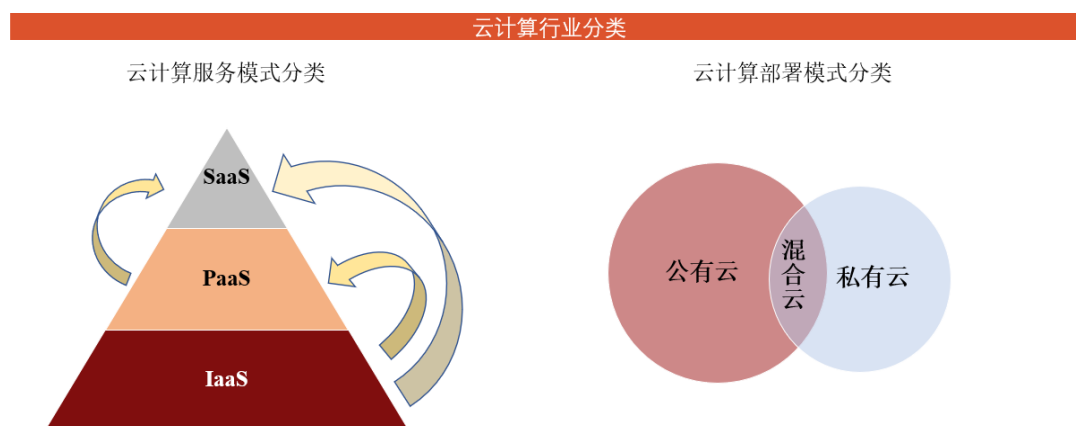 云计算行业分类
云计算服务模式分类
SaaS
PaaS
IaaS
云计算部署模式分类
公有云
混合云
私有云